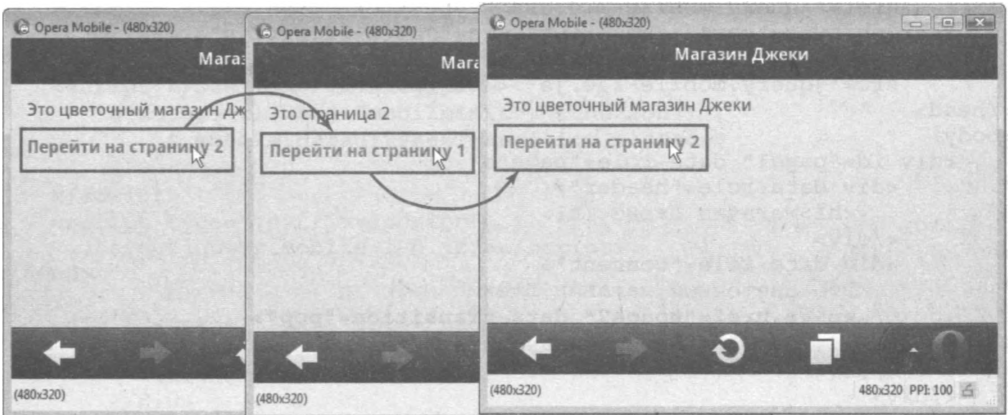 Opera Mobile - (480x320)
Магаз
Это цветочный магазин Дж
Перейти на страницу 2
(480x320)
Opera Mobile - (480x320)
Мага
Это страница 2
Перейти на страницу 1
(480x320)
Opera Mobile - (480x320)
Магазин Джеки
Это цветочный магазин Джеки
Перейти на страницу 2
(480x320)
480x320 PPI: 100